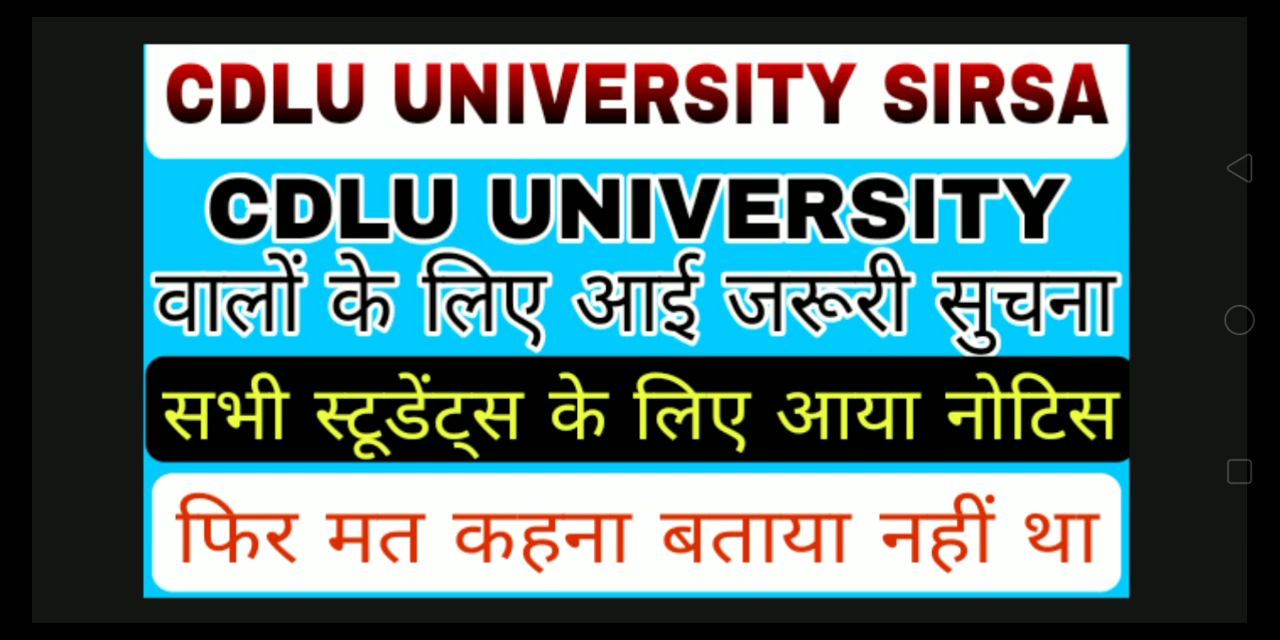 CDLU UNIVERSITY SIRSA
CDLU UNIVERSITY
वालों के लिए आई जरूरी सुचना
सभी स्टूडेंट्स के लिए आया नोटिस
फिर मत कहना बताया नहीं था